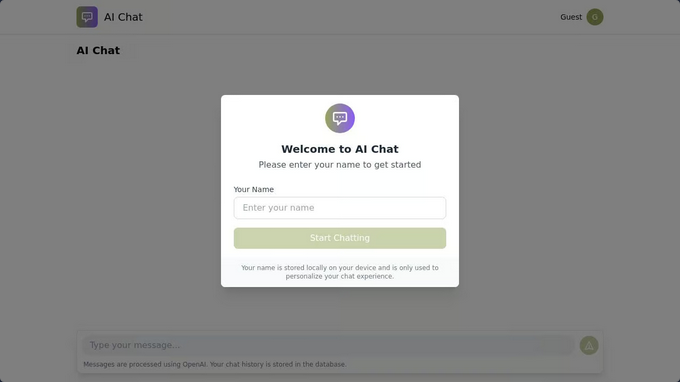 AI Chat
Guest
G
AI Chat
Welcome to AI Chat
Please enter your name to get started
Your Name
Enter your name
Start Chatting
Your name is stored locally on your device and is only used to
personalize your chat experience.
Type your message...
Messages are processed using OpenAI. Your chat history is stored in the database.